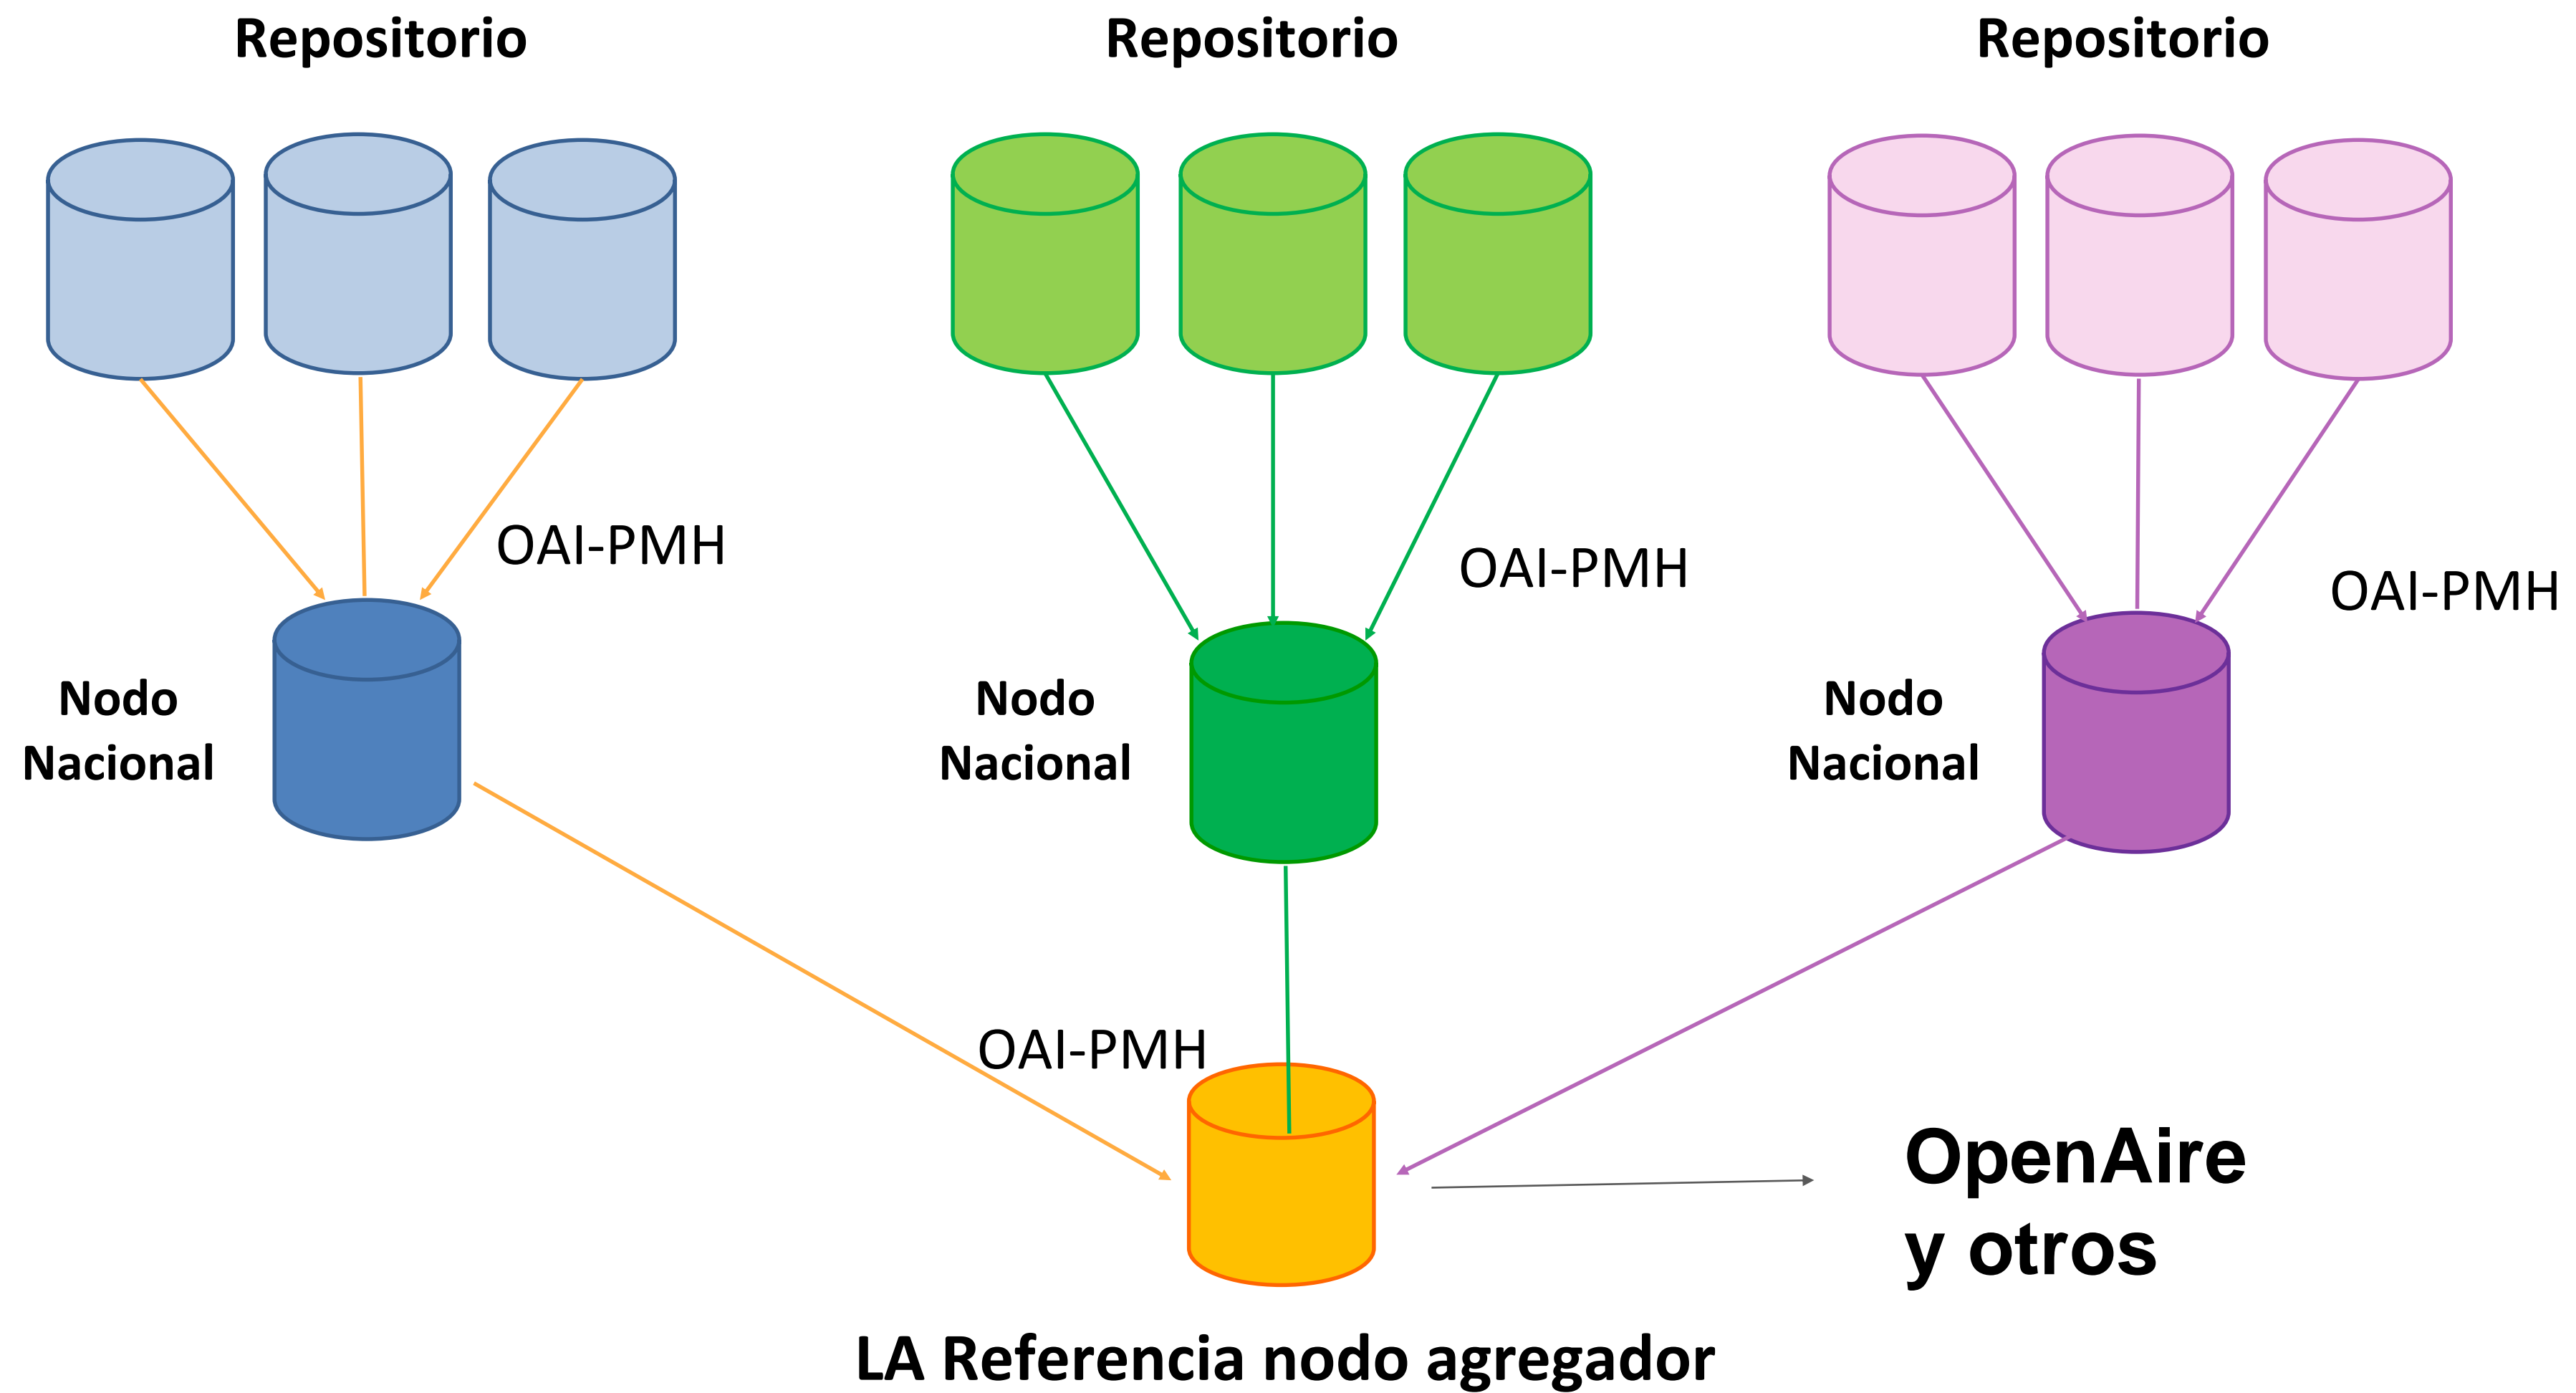 Repositorio
Repositorio
Repositorio
OAI-PMH
OAI-PMH
OAI-PMH
Nodo
Nacional
Nodo
Nacional
Nodo
Nacional
OAI-PMH
OpenAire
y otros
LA Referencia nodo agregador